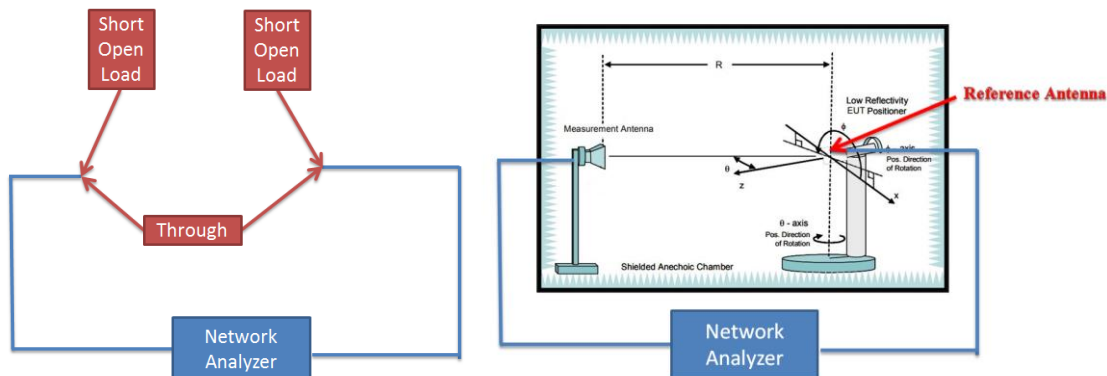 Short
Open
Load
Short
Open
Load
Through
Network
Analyzer
R
Reference Antenna
Low Reflectivity
EUT Positioner
Measurement Antenna
ϕ
- axis
Pos. Direction
of Rotation
θ
z
x
θ - axis
Pos. Direction
of Rotation
Shielded Anechoic Chamber
Network
Analyzer